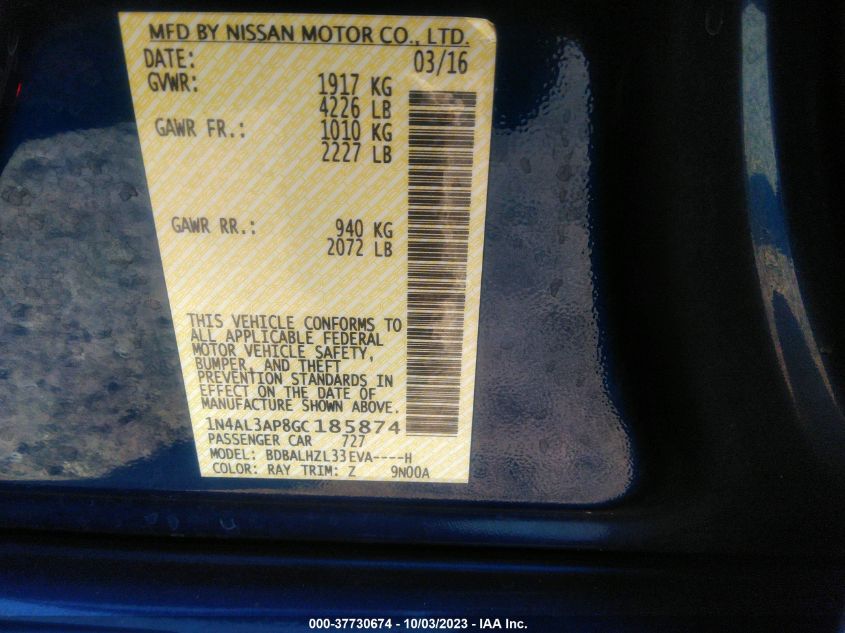 MFD BY NISSAN MOTOR CO., LTD.
DATE: 03/16
GVWR: 1917 KG
4226 LB
GAWR FR.: 1010 KG
2227 LB
GAWR RR.: 940 KG
2072 LB
THIS VEHICLE CONFORMS TO
ALL APPLICABLE FEDERAL
MOTOR VEHICLE SAFETY,
BUMPER, AND THEFT
PREVENTION STANDARDS IN
EFFECT ON THE DATE OF
MANUFACTURE SHOWN ABOVE.
1N4AL3AP8GC185874
PASSENGER CAR 727
MODEL: BDBALHZL33EVA----H
COLOR: RAY TRIM: Z 9N00A
000-37730674 - 10/03/2023 - IAA Inc.